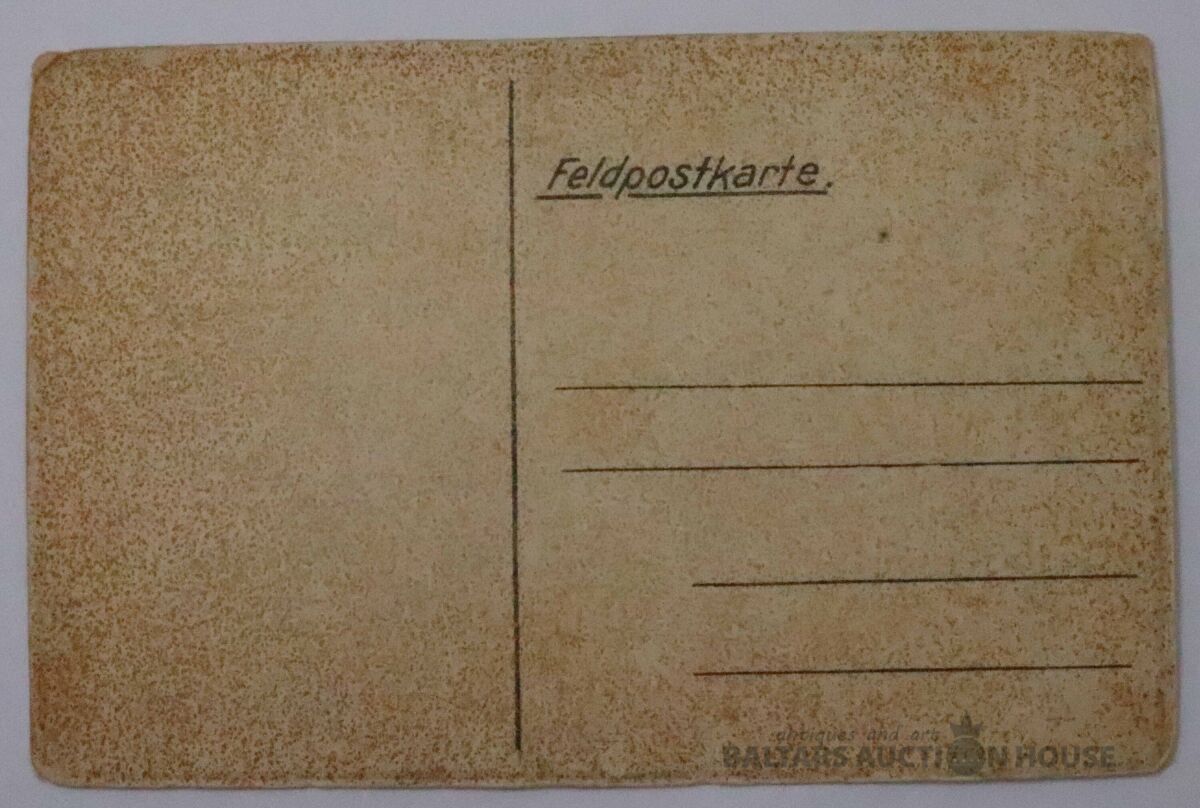 Feldpostkarte.
antiques and art
BALTARS AUCTION HOUSE